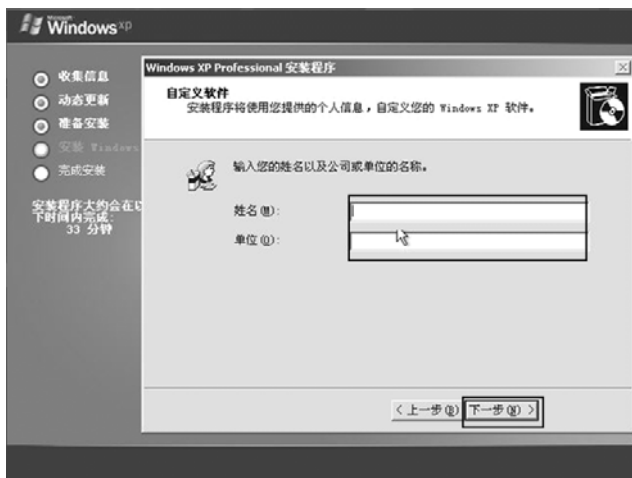 Microsoft
Windows xp
收集信息
动态更新
准备安装
安装 Windows
完成安装
安装程序大约会在以
下时间内完成:
33 分钟
Windows XP Professional 安装程序
自定义软件
安装程序将使用您提供的个人信息，自定义您的 Windows XP 软件。
输入您的姓名以及公司或单位的名称。
姓名(M):
单位(O):
< 上一步(B)
下一步(N) >